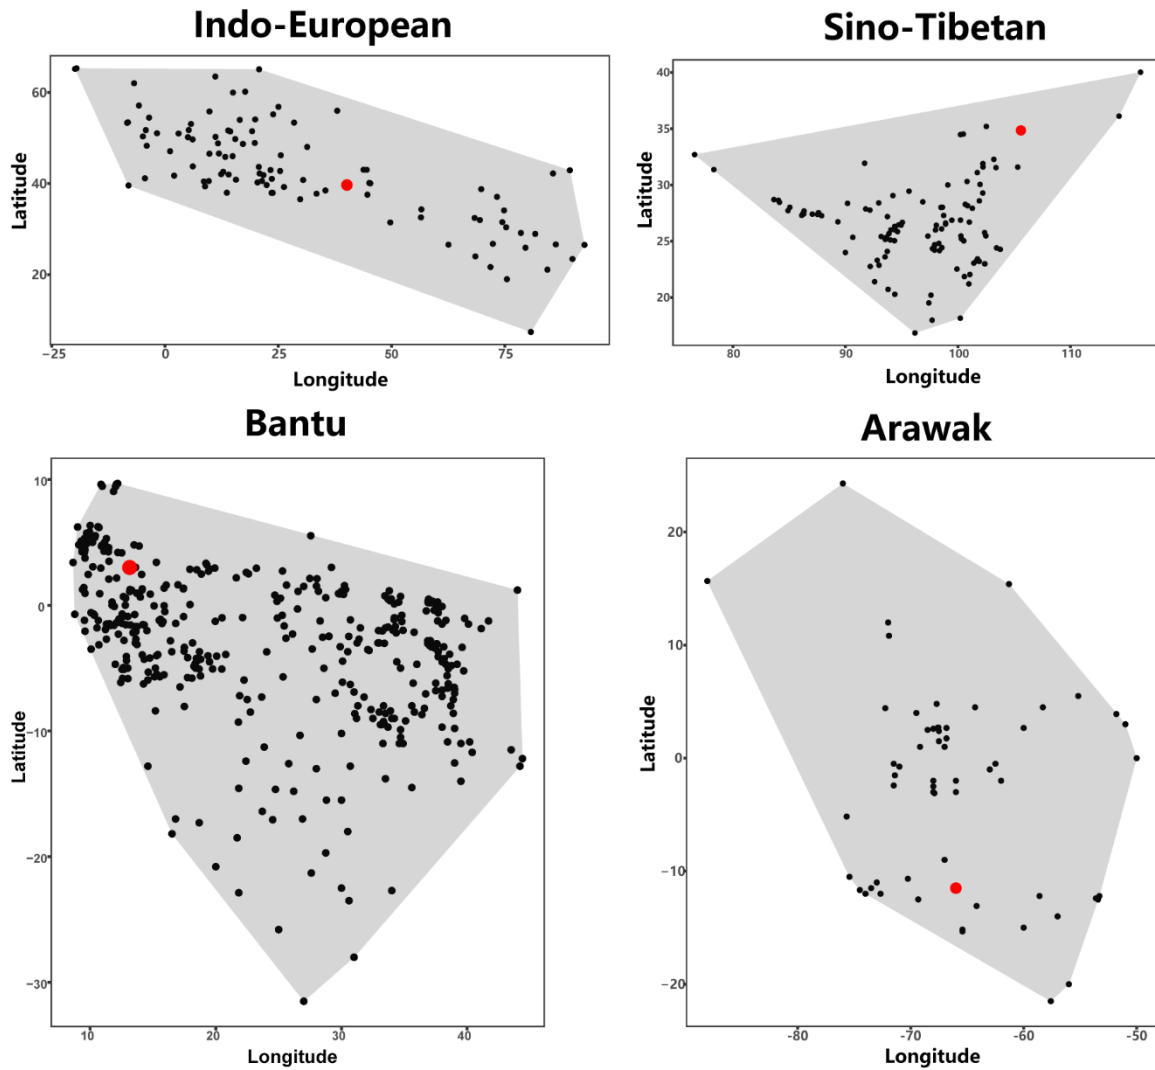 Indo-European
Sino-Tibetan
60
40
20
Latitude
−25
0
25
50
75
Longitude
40
35
30
25
20
Latitude
80
90
100
110
Longitude
Bantu
Arawak
10
0
−10
−20
−30
Latitude
10
20
30
40
Longitude
20
10
0
−10
−20
Latitude
-80
-70
-60
-50
Longitude